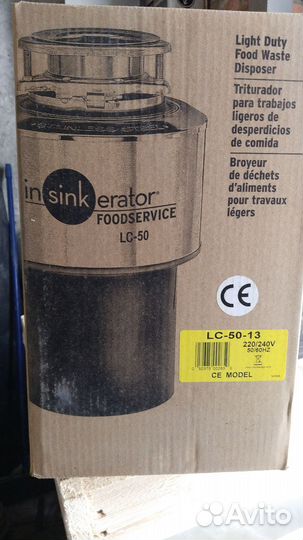 Light Duty
Food Waste
Disposer
Triturador
para trabajos
ligeros de
desperdicios
de comida
Broyeur
de déchets
d'aliments
pour travaux
légers
in sink erator®
FOODSERVICE
LC-50
CE
LC-50-13
220/240V
50/60HZ
CE MODEL
Avito